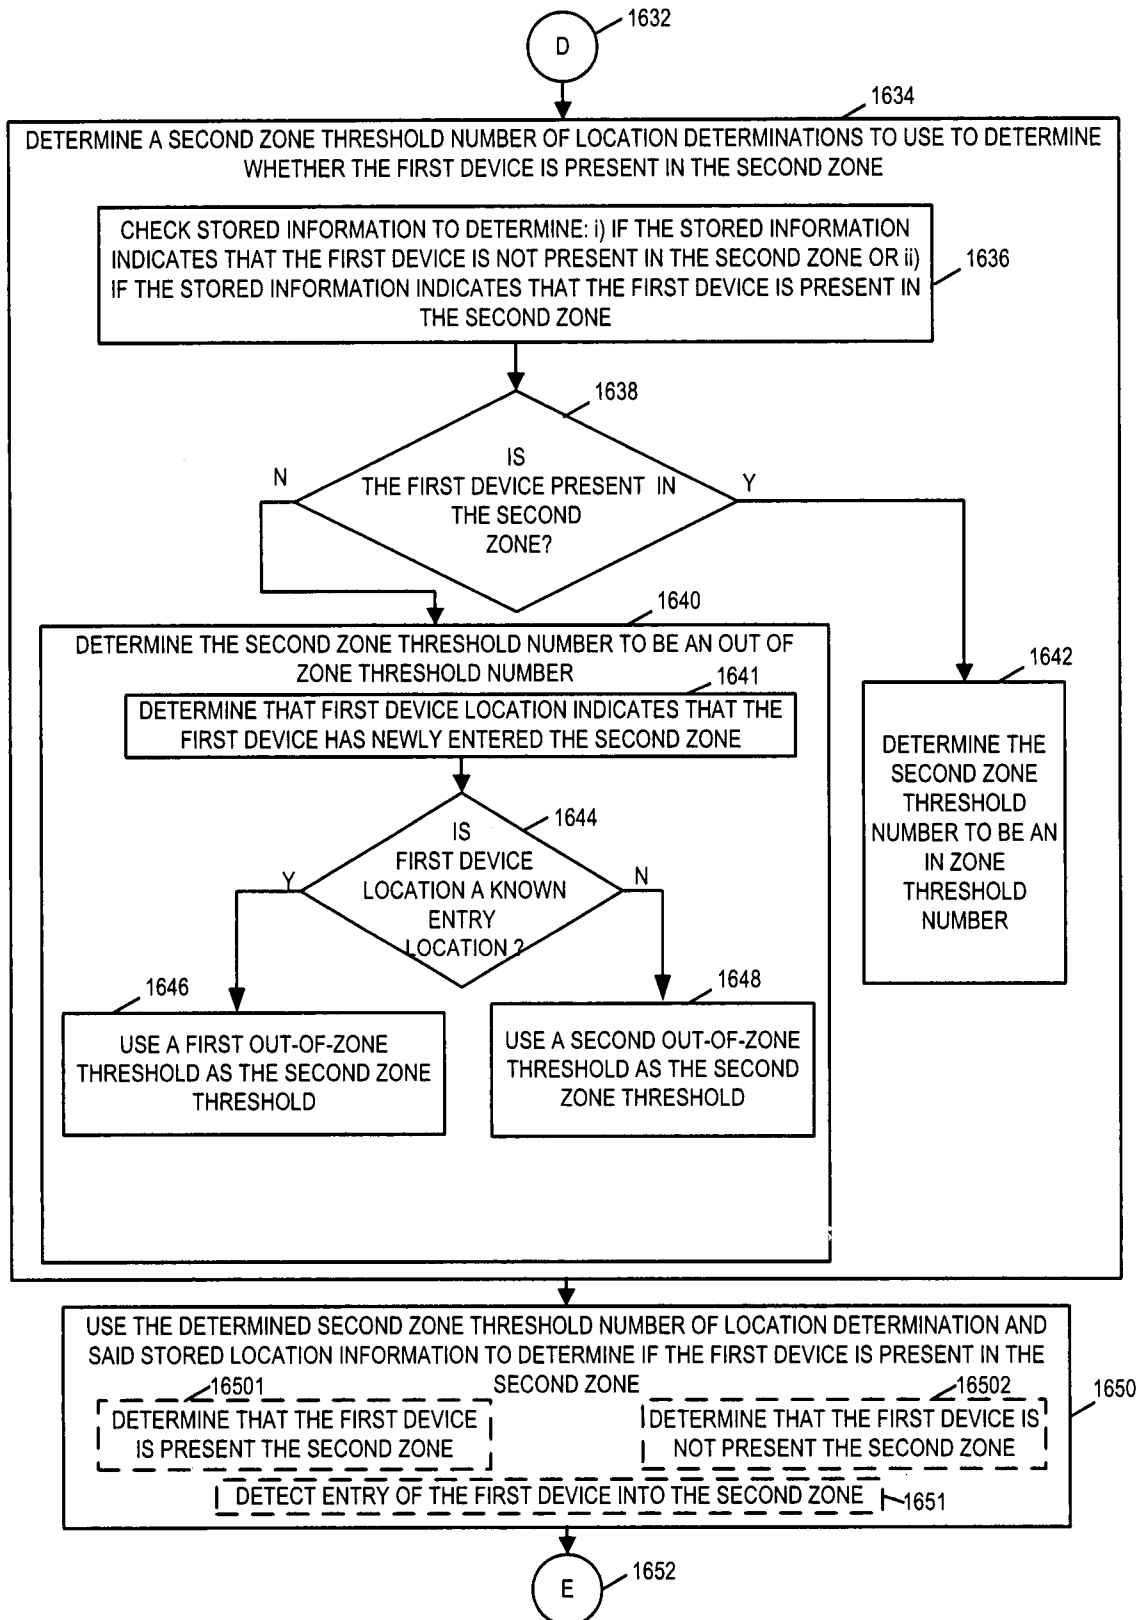 1632
D
1634
DETERMINE A SECOND ZONE THRESHOLD NUMBER OF LOCATION DETERMINATIONS TO USE TO DETERMINE
WHETHER THE FIRST DEVICE IS PRESENT IN THE SECOND ZONE
CHECK STORED INFORMATION TO DETERMINE: i) IF THE STORED INFORMATION
INDICATES THAT THE FIRST DEVICE IS NOT PRESENT IN THE SECOND ZONE OR ii)
IF THE STORED INFORMATION INDICATES THAT THE FIRST DEVICE IS PRESENT IN
THE SECOND ZONE
1636
1638
IS
THE FIRST DEVICE PRESENT IN
THE SECOND
ZONE?
N
Y
1640
DETERMINE THE SECOND ZONE THRESHOLD NUMBER TO BE AN OUT OF
ZONE THRESHOLD NUMBER
1641
DETERMINE THAT FIRST DEVICE LOCATION INDICATES THAT THE
FIRST DEVICE HAS NEWLY ENTERED THE SECOND ZONE
1642
DETERMINE THE
SECOND ZONE
THRESHOLD
NUMBER TO BE AN
IN ZONE
THRESHOLD
NUMBER
1644
IS
FIRST DEVICE
LOCATION A KNOWN
ENTRY
LOCATION ?
Y
N
1646
USE A FIRST OUT-OF-ZONE
THRESHOLD AS THE SECOND ZONE
THRESHOLD
1648
USE A SECOND OUT-OF-ZONE
THRESHOLD AS THE SECOND
ZONE THRESHOLD
USE THE DETERMINED SECOND ZONE THRESHOLD NUMBER OF LOCATION DETERMINATION AND
SAID STORED LOCATION INFORMATION TO DETERMINE IF THE FIRST DEVICE IS PRESENT IN THE
SECOND ZONE
1650
16501
DETERMINE THAT THE FIRST DEVICE
IS PRESENT THE SECOND ZONE
16502
DETERMINE THAT THE FIRST DEVICE IS
NOT PRESENT THE SECOND ZONE
DETECT ENTRY OF THE FIRST DEVICE INTO THE SECOND ZONE
1651
E
1652